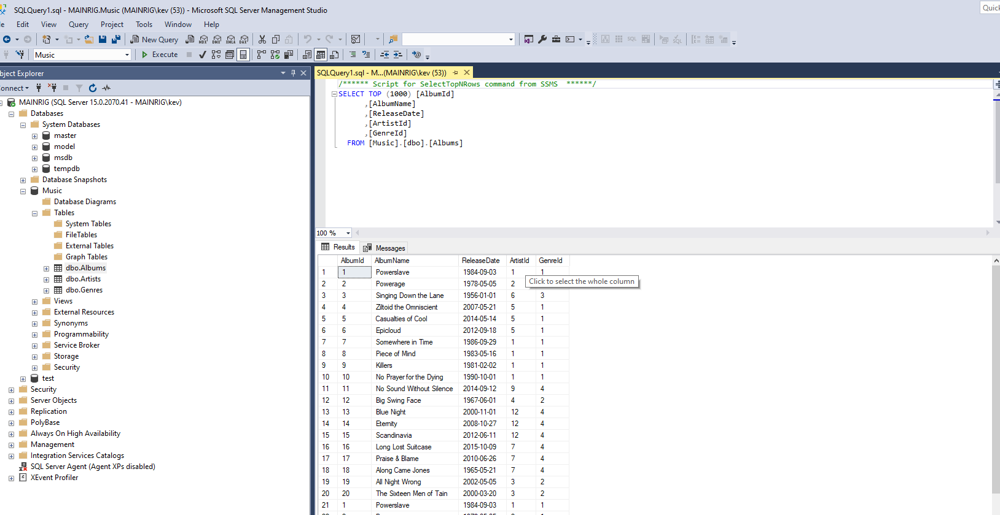 SQLQuery1.sql - MAINRIG.Music (MAINRIG\kev (53)) - Microsoft SQL Server Management Studio
Quic
Edit View Query Project Tools Window Help
New Query MDX DMX XMLA DAX SQL
Music Execute
bject Explorer
onnect
MAINRIG (SQL Server 15.0.2070.41 - MAINRIG\kev)
Databases
System Databases
master
model
msdb
tempdb
Database Snapshots
Music
Database Diagrams
Tables
System Tables
FileTables
External Tables
Graph Tables
dbo.Albums
dbo.Artists
dbo.Genres
Views
External Resources
Synonyms
Programmability
Service Broker
Storage
Security
test
Security
Server Objects
Replication
PolyBase
Always On High Availability
Management
Integration Services Catalogs
SQL Server Agent (Agent XPs disabled)
XEvent Profiler
SQLQuery1.sql - M...(MAINRIG\kev (53))
/****** Script for SelectTopNRows command from SSMS ******/
SELECT TOP (1000) [AlbumId]
,[AlbumName]
,[ReleaseDate]
,[ArtistId]
,[GenreId]
FROM [Music].[dbo].[Albums]
100 %
Results Messages
AlbumId AlbumName ReleaseDate ArtistId GenreId
1 1 Powerslave 1984-09-03 1 1
2 2 Powerage 1978-05-05 2
Click to select the whole column
3 3 Singing Down the Lane 1956-01-01 6 3
4 4 Ziltoid the Omniscient 2007-05-21 5 1
5 5 Casualties of Cool 2014-05-14 5 1
6 6 Epicloud 2012-09-18 5 1
7 7 Somewhere in Time 1986-09-29 1 1
8 8 Piece of Mind 1983-05-16 1 1
9 9 Killers 1981-02-02 1 1
10 10 No Prayer for the Dying 1990-10-01 1 1
11 11 No Sound Without Silence 2014-09-12 9 4
12 12 Big Swing Face 1967-06-01 4 2
13 13 Blue Night 2000-11-01 12 4
14 14 Eternity 2008-10-27 12 4
15 15 Scandinavia 2012-06-11 12 4
16 16 Long Lost Suitcase 2015-10-09 7 4
17 17 Praise & Blame 2010-06-26 7 4
18 18 Along Came Jones 1965-05-21 7 4
19 19 All Night Wrong 2002-05-05 3 2
20 20 The Sixteen Men of Tain 2000-03-20 3 2
21 1 Powerslave 1984-09-03 1 1